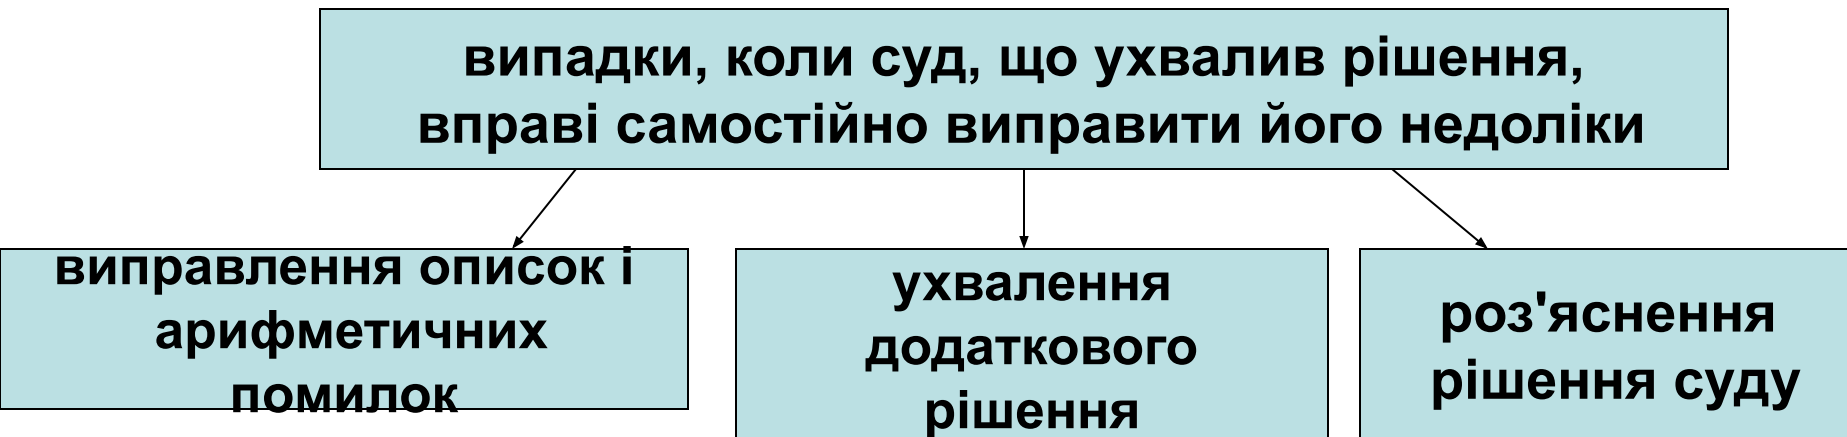 випадки, коли суд, що ухвалив рішення,
вправі самостійно виправити його недоліки
виправлення описок і
арифметичних
помилок
ухвалення
додаткового
рішення
роз'яснення
рішення суду